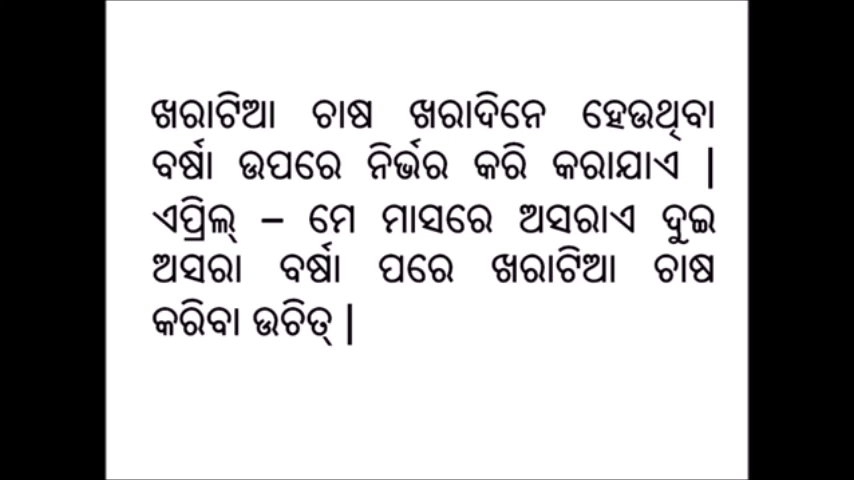 ଖରାଟିଆ ଚାଷ ଖରାଦିନେ ହେଉଥିବା
ବର୍ଷା ଉପରେ ନିର୍ଭର କରି କରାଯାଏ |
ଏପ୍ରିଲ୍ – ମେ ମାସରେ ଅସରାଏ ଦୁଇ
ଅସରା ବର୍ଷା ପରେ ଖରାଟିଆ ଚାଷ
କରିବା ଉଚିତ୍ |